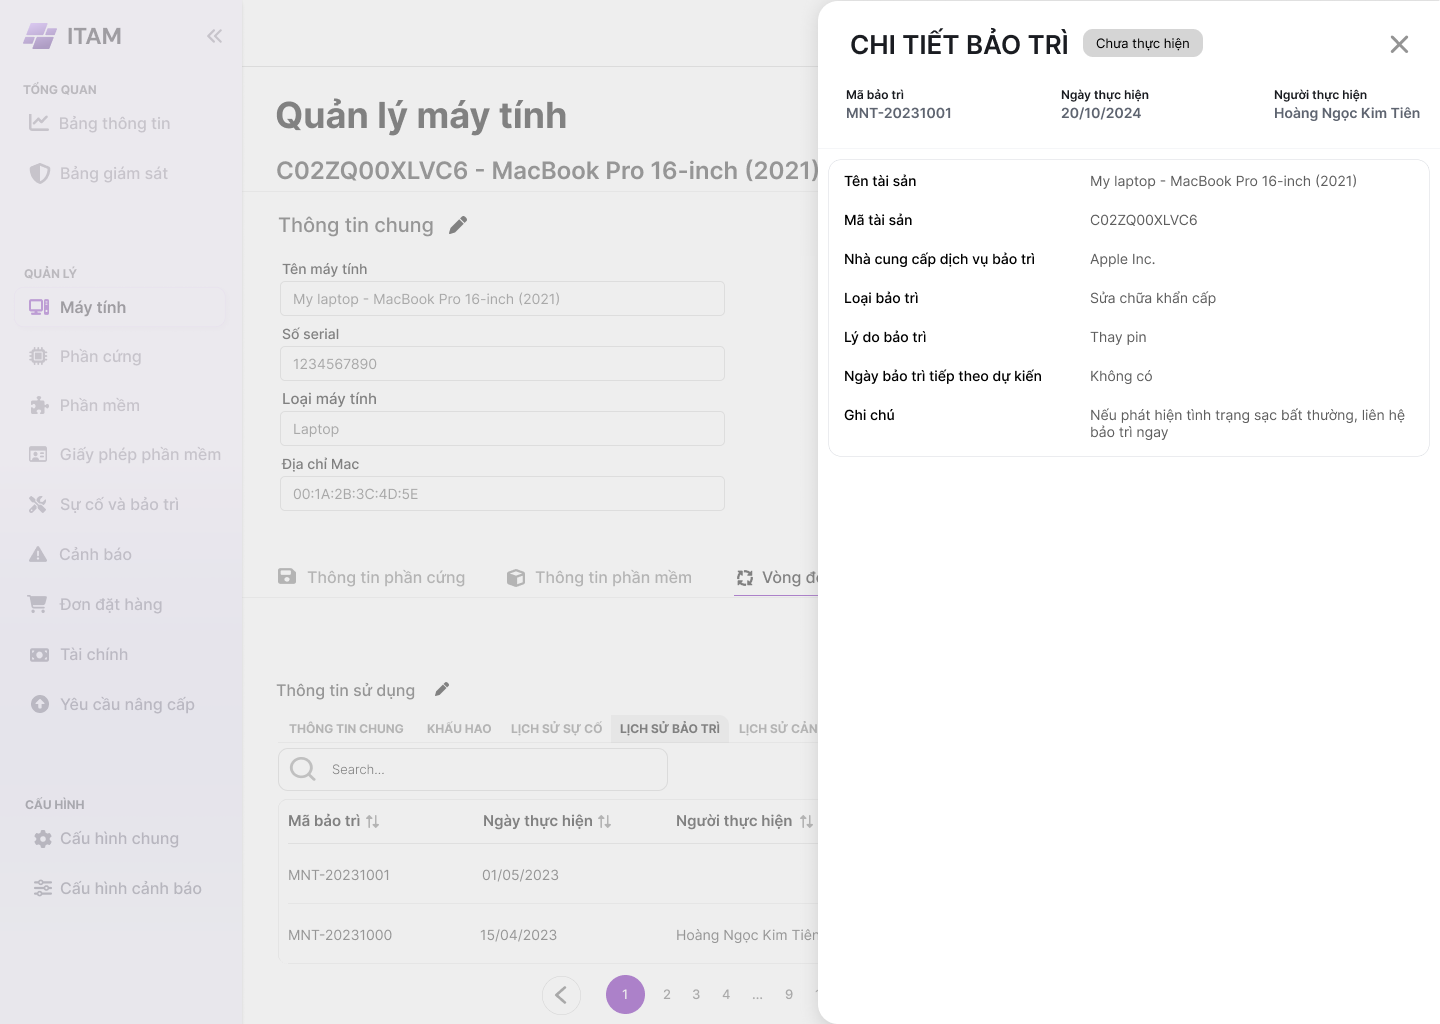 ITAM
TỔNG QUAN
Bảng thông tin
Bảng giám sát
QUẢN LÝ
Máy tính
Phần cứng
Phần mềm
Giấy phép phần mềm
Sự cố và bảo trì
Cảnh báo
Đơn đặt hàng
Tài chính
Yêu cầu nâng cấp
CẤU HÌNH
Cấu hình chung
Cấu hình cảnh báo
Quản lý máy tính
C02ZQ00XLVC6 - MacBook Pro 16-inch (2021)
Thông tin chung
Tên máy tính
My laptop - MacBook Pro 16-inch (2021)
Số serial
1234567890
Loại máy tính
Laptop
Địa chỉ Mac
00:1A:2B:3C:4D:5E
Thông tin phần cứng
Thông tin phần mềm
Vòng đ
Thông tin sử dụng
THÔNG TIN CHUNG
KHẤU HAO
LỊCH SỬ SỰ CỐ
LỊCH SỬ BẢO TRÌ
LỊCH SỬ CẢN
Search...
Mã bảo trì
Ngày thực hiện
Người thực hiện
MNT-20231001
01/05/2023
MNT-20231000
15/04/2023
Hoàng Ngọc Kim Tiên
1
2
3
4
...
9
CHI TIẾT BẢO TRÌ
Chưa thực hiện
Mã bảo trì
MNT-20231001
Ngày thực hiện
20/10/2024
Người thực hiện
Hoàng Ngọc Kim Tiên
Tên tài sản
My laptop - MacBook Pro 16-inch (2021)
Mã tài sản
C02ZQ00XLVC6
Nhà cung cấp dịch vụ bảo trì
Apple Inc.
Loại bảo trì
Sửa chữa khẩn cấp
Lý do bảo trì
Thay pin
Ngày bảo trì tiếp theo dự kiến
Không có
Ghi chú
Nếu phát hiện tình trạng sạc bất thường, liên hệ
bảo trì ngay